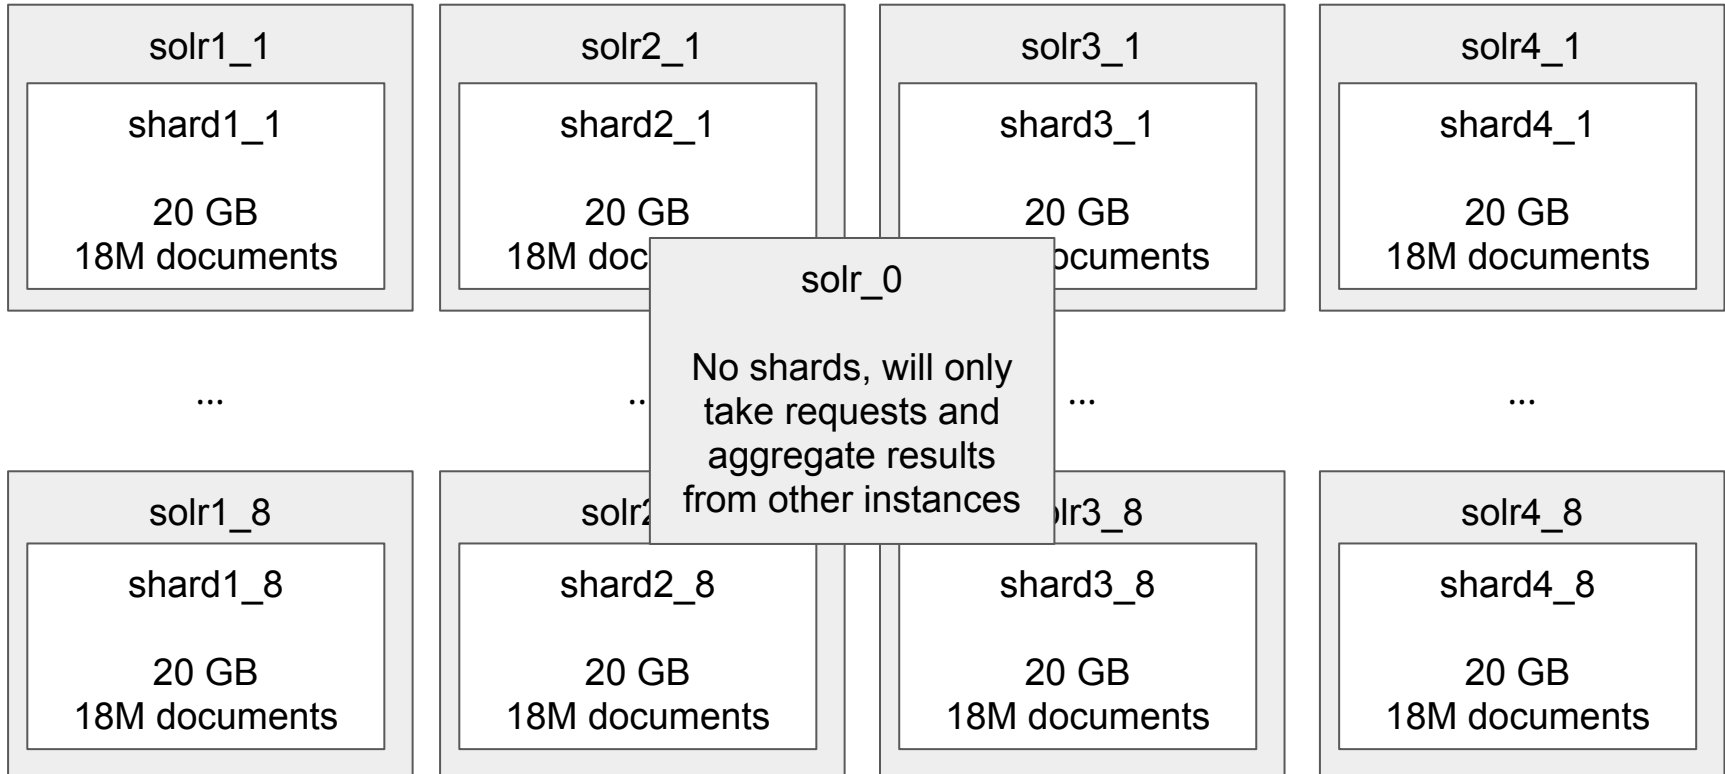 solr1_1
shard1_1
20 GB
18M documents
solr2_1
shard2_1
20 GB
18M doc
solr3_1
shard3_1
20 GB
ocuments
solr4_1
shard4_1
20 GB
18M documents
solr_0
No shards, will only
take requests and
aggregate results
from other instances
...
..
...
...
solr1_8
shard1_8
20 GB
18M documents
solr2
shard2_8
20 GB
18M documents
lr3_8
shard3_8
20 GB
18M documents
solr4_8
shard4_8
20 GB
18M documents